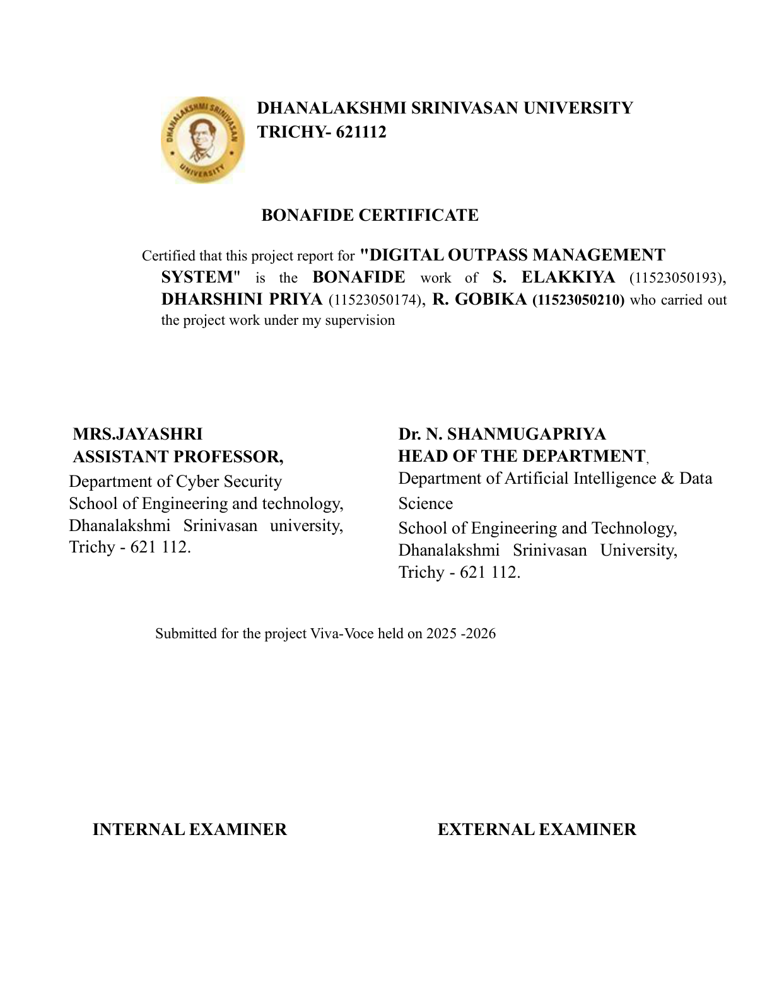 DHANALAKSHMI SRINIVASAN UNIVERSITY
DHANALAKSHMI SRINIVASAN UNIVERSITY
TRICHY- 621112
BONAFIDE CERTIFICATE
Certified that this project report for "DIGITAL OUTPASS MANAGEMENT
SYSTEM" is the BONAFIDE work of S. ELAKKIYA (11523050193),
DHARSHINI PRIYA (11523050174), R. GOBIKA (11523050210) who carried out
the project work under my supervision
MRS.JAYASHRI
ASSISTANT PROFESSOR,
Department of Cyber Security
School of Engineering and technology,
Dhanalakshmi Srinivasan university,
Trichy - 621 112.
Dr. N. SHANMUGAPRIYA
HEAD OF THE DEPARTMENT,
Department of Artificial Intelligence & Data
Science
School of Engineering and Technology,
Dhanalakshmi Srinivasan University,
Trichy - 621 112.
Submitted for the project Viva-Voce held on 2025 -2026
INTERNAL EXAMINER
EXTERNAL EXAMINER